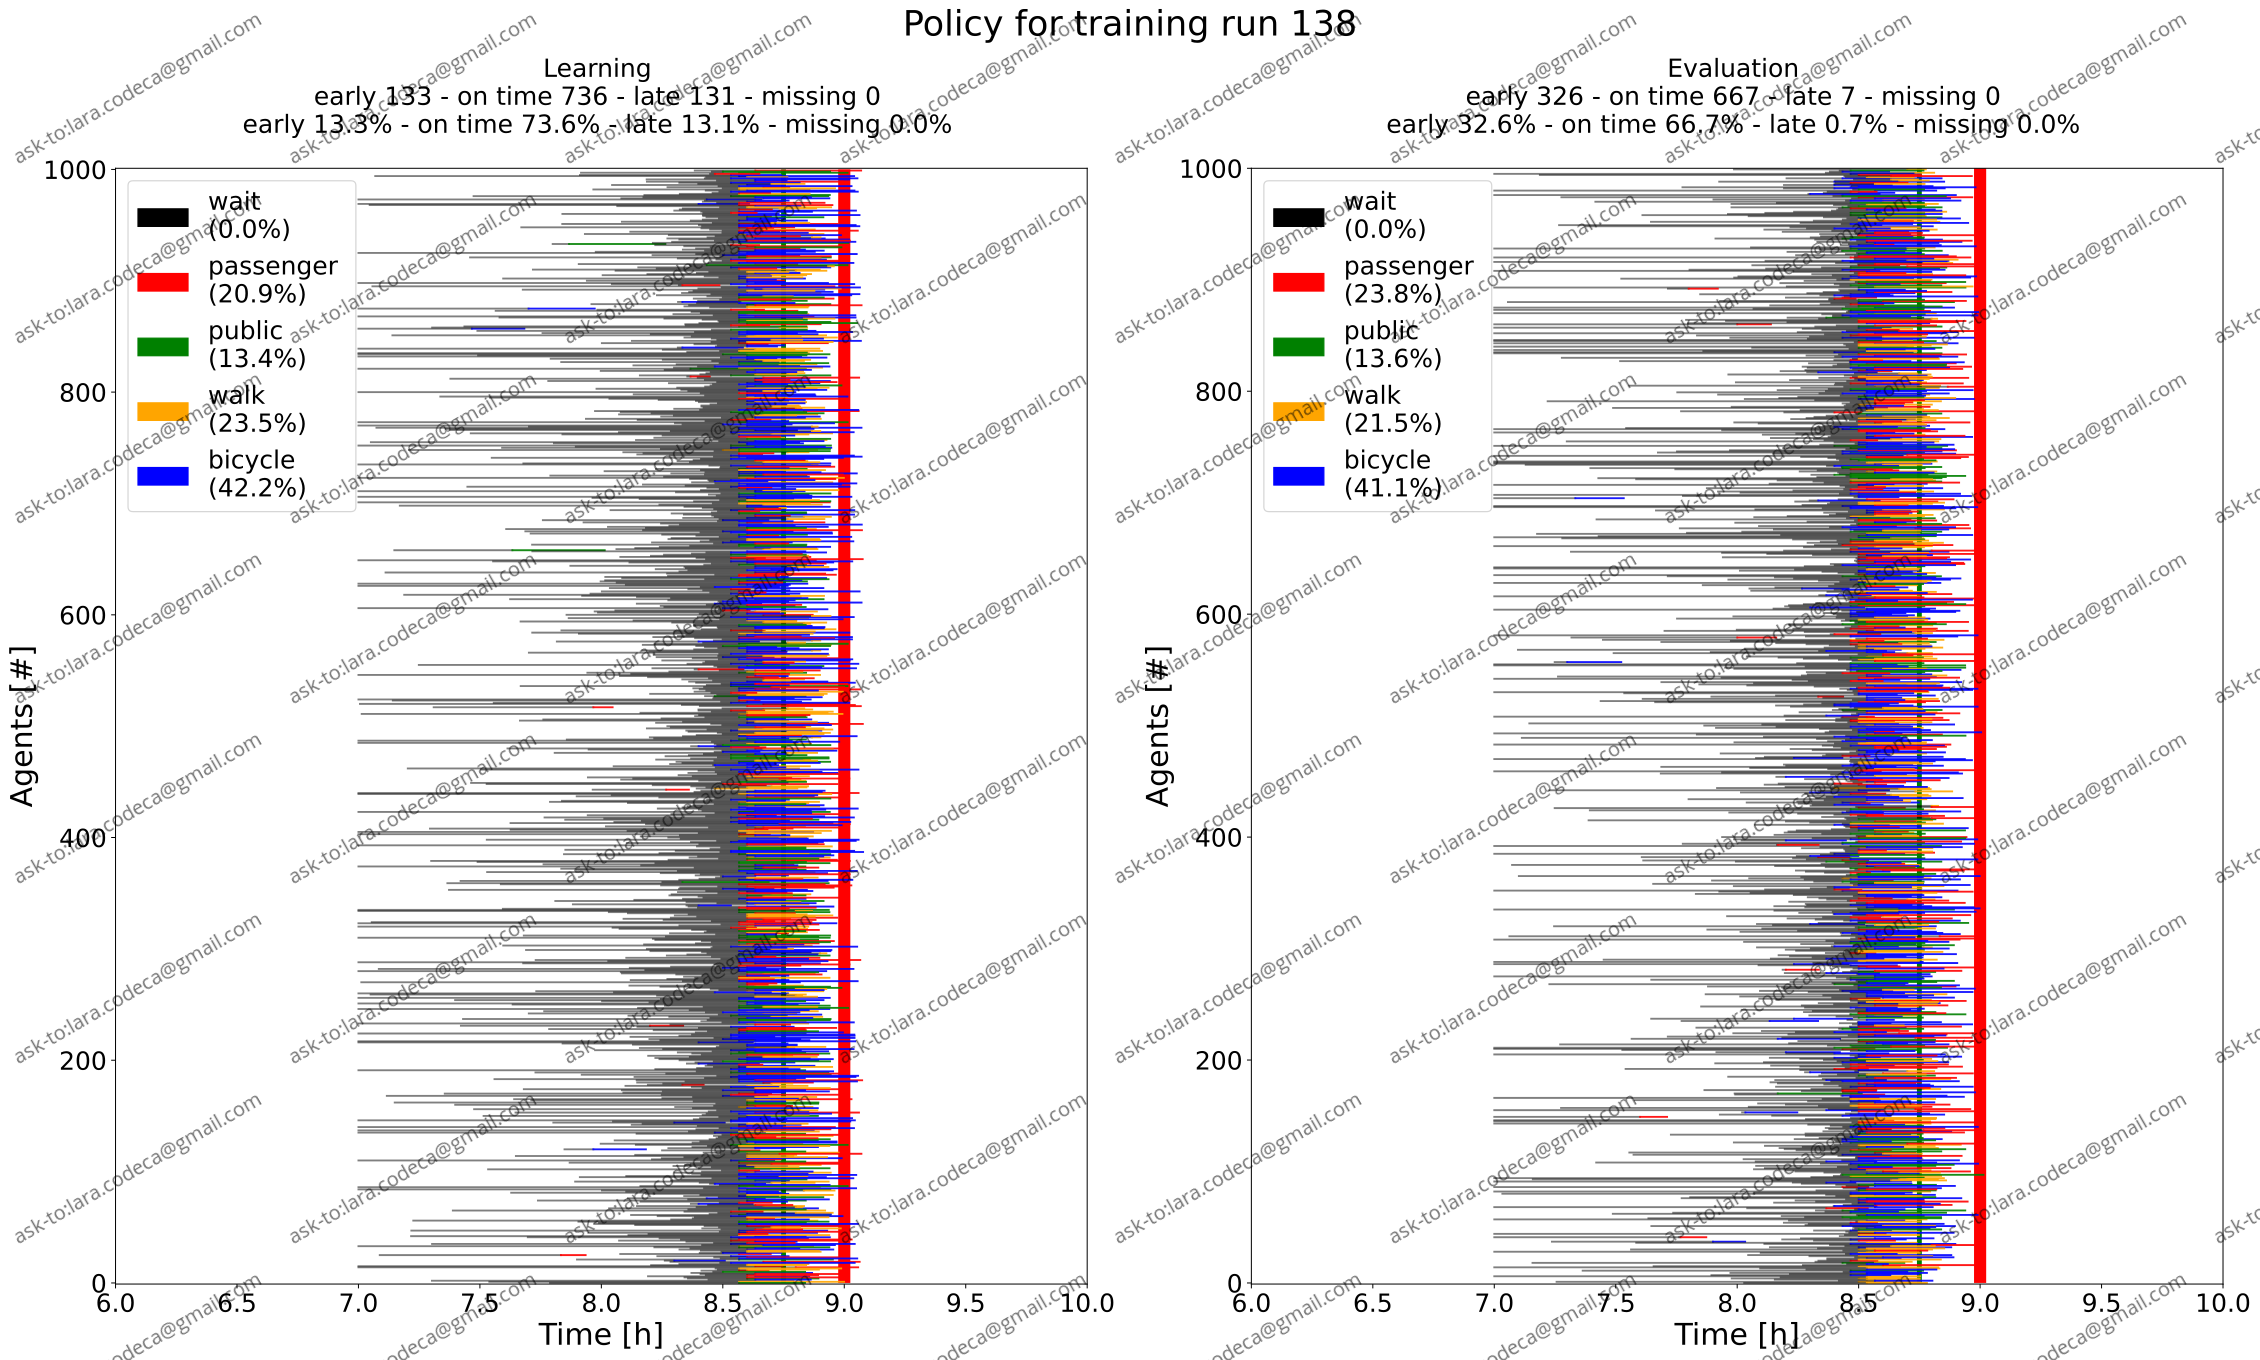 Policy for training run 138
Learning
early 133 - on time 736 - late 131 - missing 0
early 13.3% - on time 73.6% - late 13.1% - missing 0.0%
1000
800
600
400
200
0
Agents [#]
wait
(0.0%)
passenger
(20.9%)
public
(13.4%)
walk
(23.5%)
bicycle
(42.2%)
6.0 6.5 7.0 7.5 8.0 8.5 9.0 9.5 10.0
Time [h]
Evaluation
early 326 - on time 667 - late 7 - missing 0
early 32.6% - on time 66.7% - late 0.7% - missing 0.0%
1000
800
600
400
200
0
Agents [#]
wait
(0.0%)
passenger
(23.8%)
public
(13.6%)
walk
(21.5%)
bicycle
(41.1%)
6.0 6.5 7.0 7.5 8.0 8.5 9.0 9.5 10.0
Time [h]
ask-to:lara.codeca@gmail.com